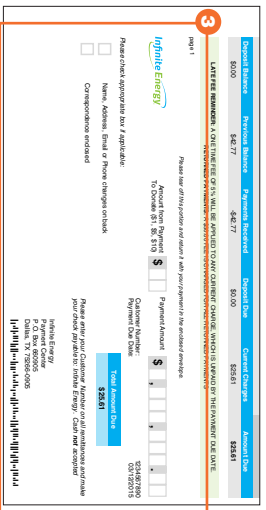 Deposit Balance Previous Balance Payments Received Deposit Due Current Charges Amount Due
$0.00 $42.77 -$42.77 $0.00 $25.61 $25.61
LATE FEE REMINDER: A ONE TIME FEE OF 5% WILL BE APPLIED TO ANY CURRENT CHARGE, WHICH IS UNPAID BY THE PAYMENT DUE DATE.
3
page 1
Please tear off this portion and return it with your payment in the enclosed envelope.
Infinite Energy
Amount from Payment
To Donate ($1, $5, $10)
$
Payment Amount
$ , , .
Customer Number: 1234567890
Payment Due Date: 03/12/2015
Please check appropriate box if applicable:
Name, Address, Email or Phone changes on back
Correspondence enclosed
Total Amount Due
$25.61
Please enter your Customer Number on all remittances and make
your check payable to: Infinite Energy. Cash not accepted
Infinite Energy
Payment Center
P. O. Box 660905
Dallas, TX 75266-0905